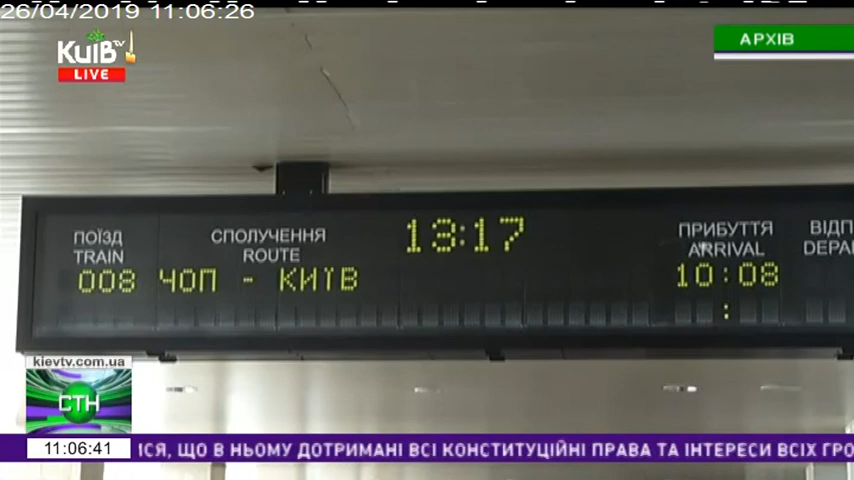 26/04/2019 11:06:26
КиїВ TV
LIVE
АРХІВ
13:17
ПОЇЗД
TRAIN
СПОЛУЧЕННЯ
ROUTE
ПРИБУТТЯ
ARRIVAL
ВІДП
DEPA
008 ЧОП - КИЇВ
10:08
:
kievtv.com.ua
СТН
11:06:41
ИСЯ, ЩО В НЬОМУ ДОТРИМАНІ ВСІ КОНСТИТУЦІЙНІ ПРАВА ТА ІНТЕРЕСИ ВСІХ ГРО